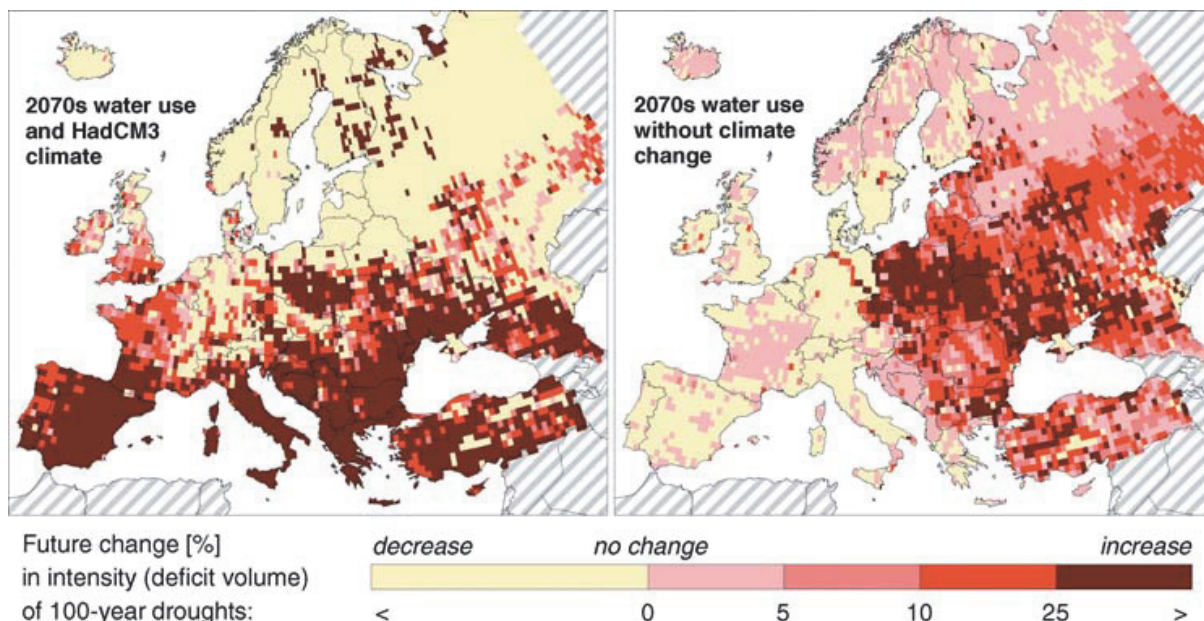 2070s water use
and HadCM3
climate
2070s water use
without climate
change
Future change [%]
in intensity (deficit volume)
of 100-year droughts:
decrease no change increase
< 0 5 10 25 >